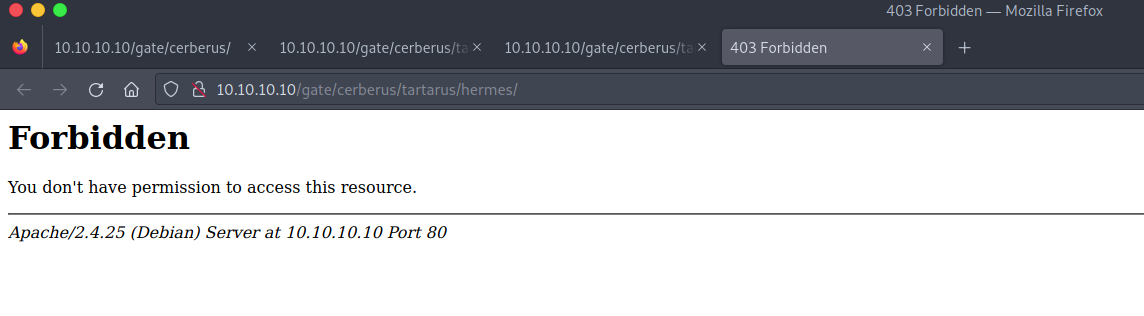 403 Forbidden — Mozilla Firefox
10.10.10.10/gate/cerberus/
10.10.10.10/gate/cerberus/ta
10.10.10.10/gate/cerberus/ta
403 Forbidden
10.10.10.10/gate/cerberus/tartarus/hermes/
Forbidden
You don't have permission to access this resource.
Apache/2.4.25 (Debian) Server at 10.10.10.10 Port 80